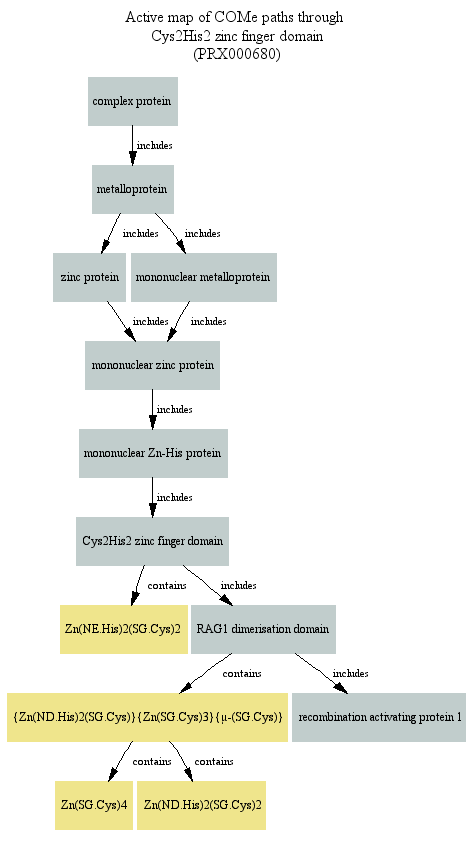 Active map of COMe paths through
Cys2His2 zinc finger domain
(PRX000680)
complex protein
includes
metalloprotein
includes
includes
zinc protein
mononuclear metalloprotein
includes
includes
mononuclear zinc protein
includes
mononuclear Zn-His protein
includes
Cys2His2 zinc finger domain
contains
includes
Zn(NE.His)2(SG.Cys)2
RAG1 dimerisation domain
contains
includes
{Zn(ND.His)2(SG.Cys)}{Zn(SG.Cys)3}{μ-(SG.Cys)}
recombination activating protein 1
contains
contains
Zn(SG.Cys)4
Zn(ND.His)2(SG.Cys)2